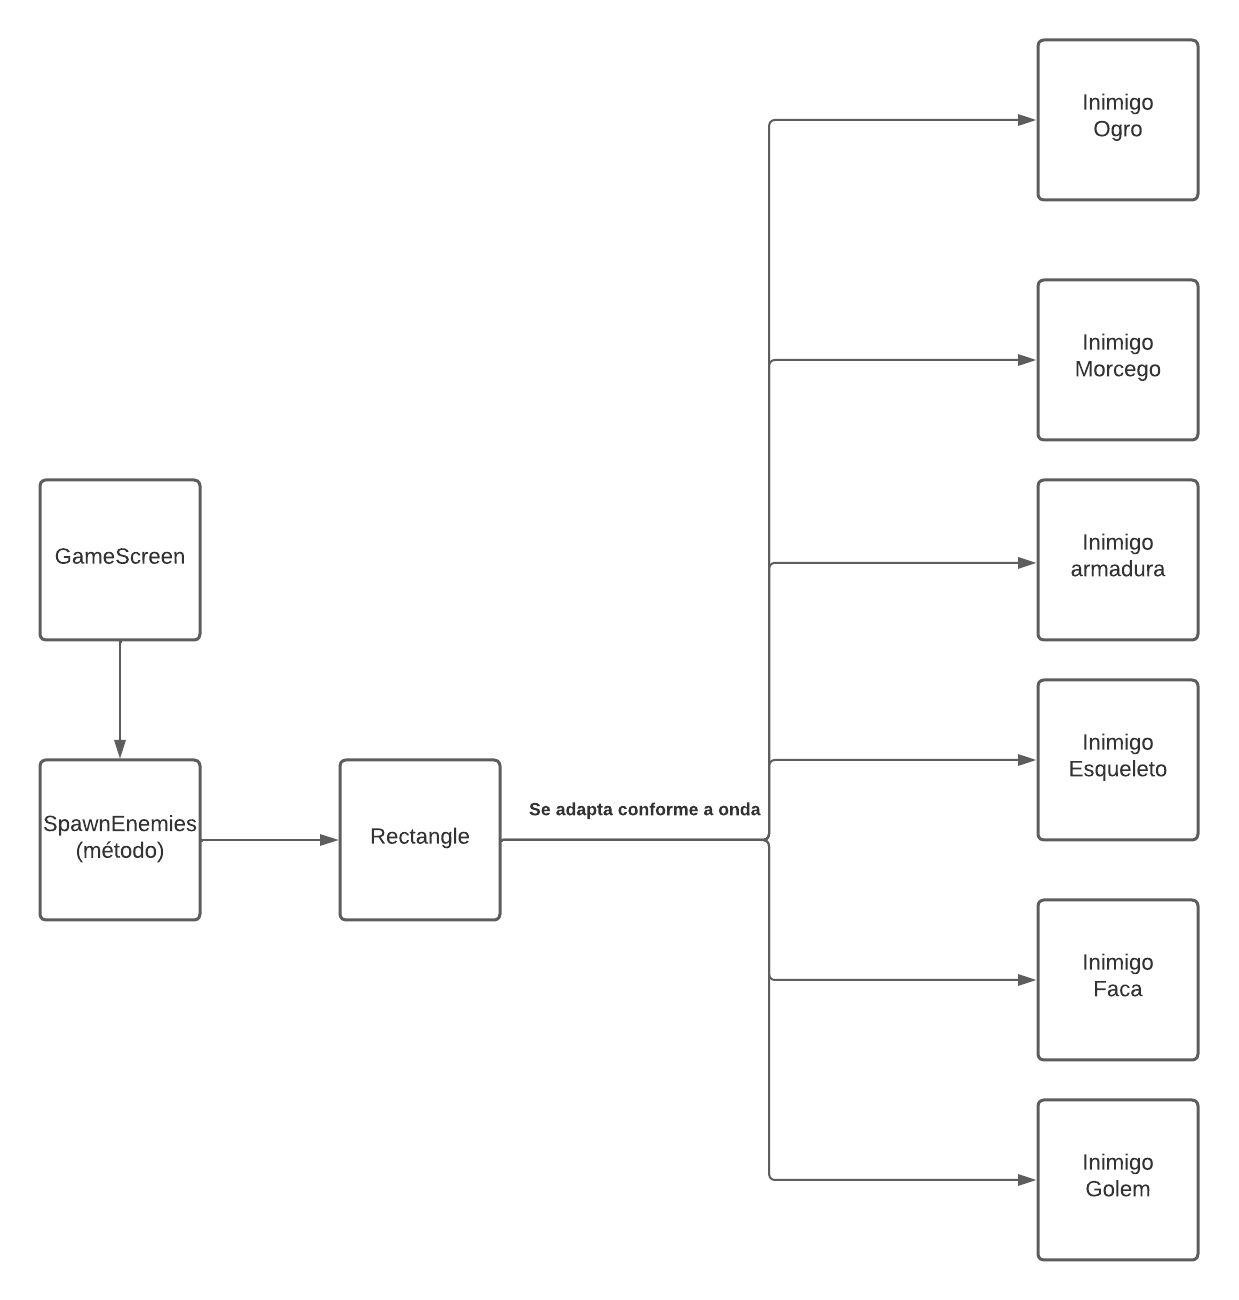 Inimigo
Ogro
Inimigo
Morcego
GameScreen
Inimigo
armadura
Inimigo
Esqueleto
SpawnEnemies
(método)
Rectangle
Se adapta conforme a onda
Inimigo
Faca
Inimigo
Golem